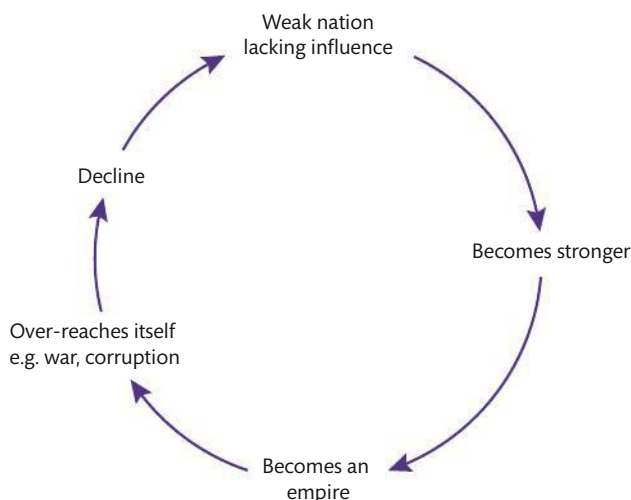 Weak nation
lacking influence
Becomes stronger
Becomes an
empire
Over-reaches itself
e.g. war, corruption
Decline